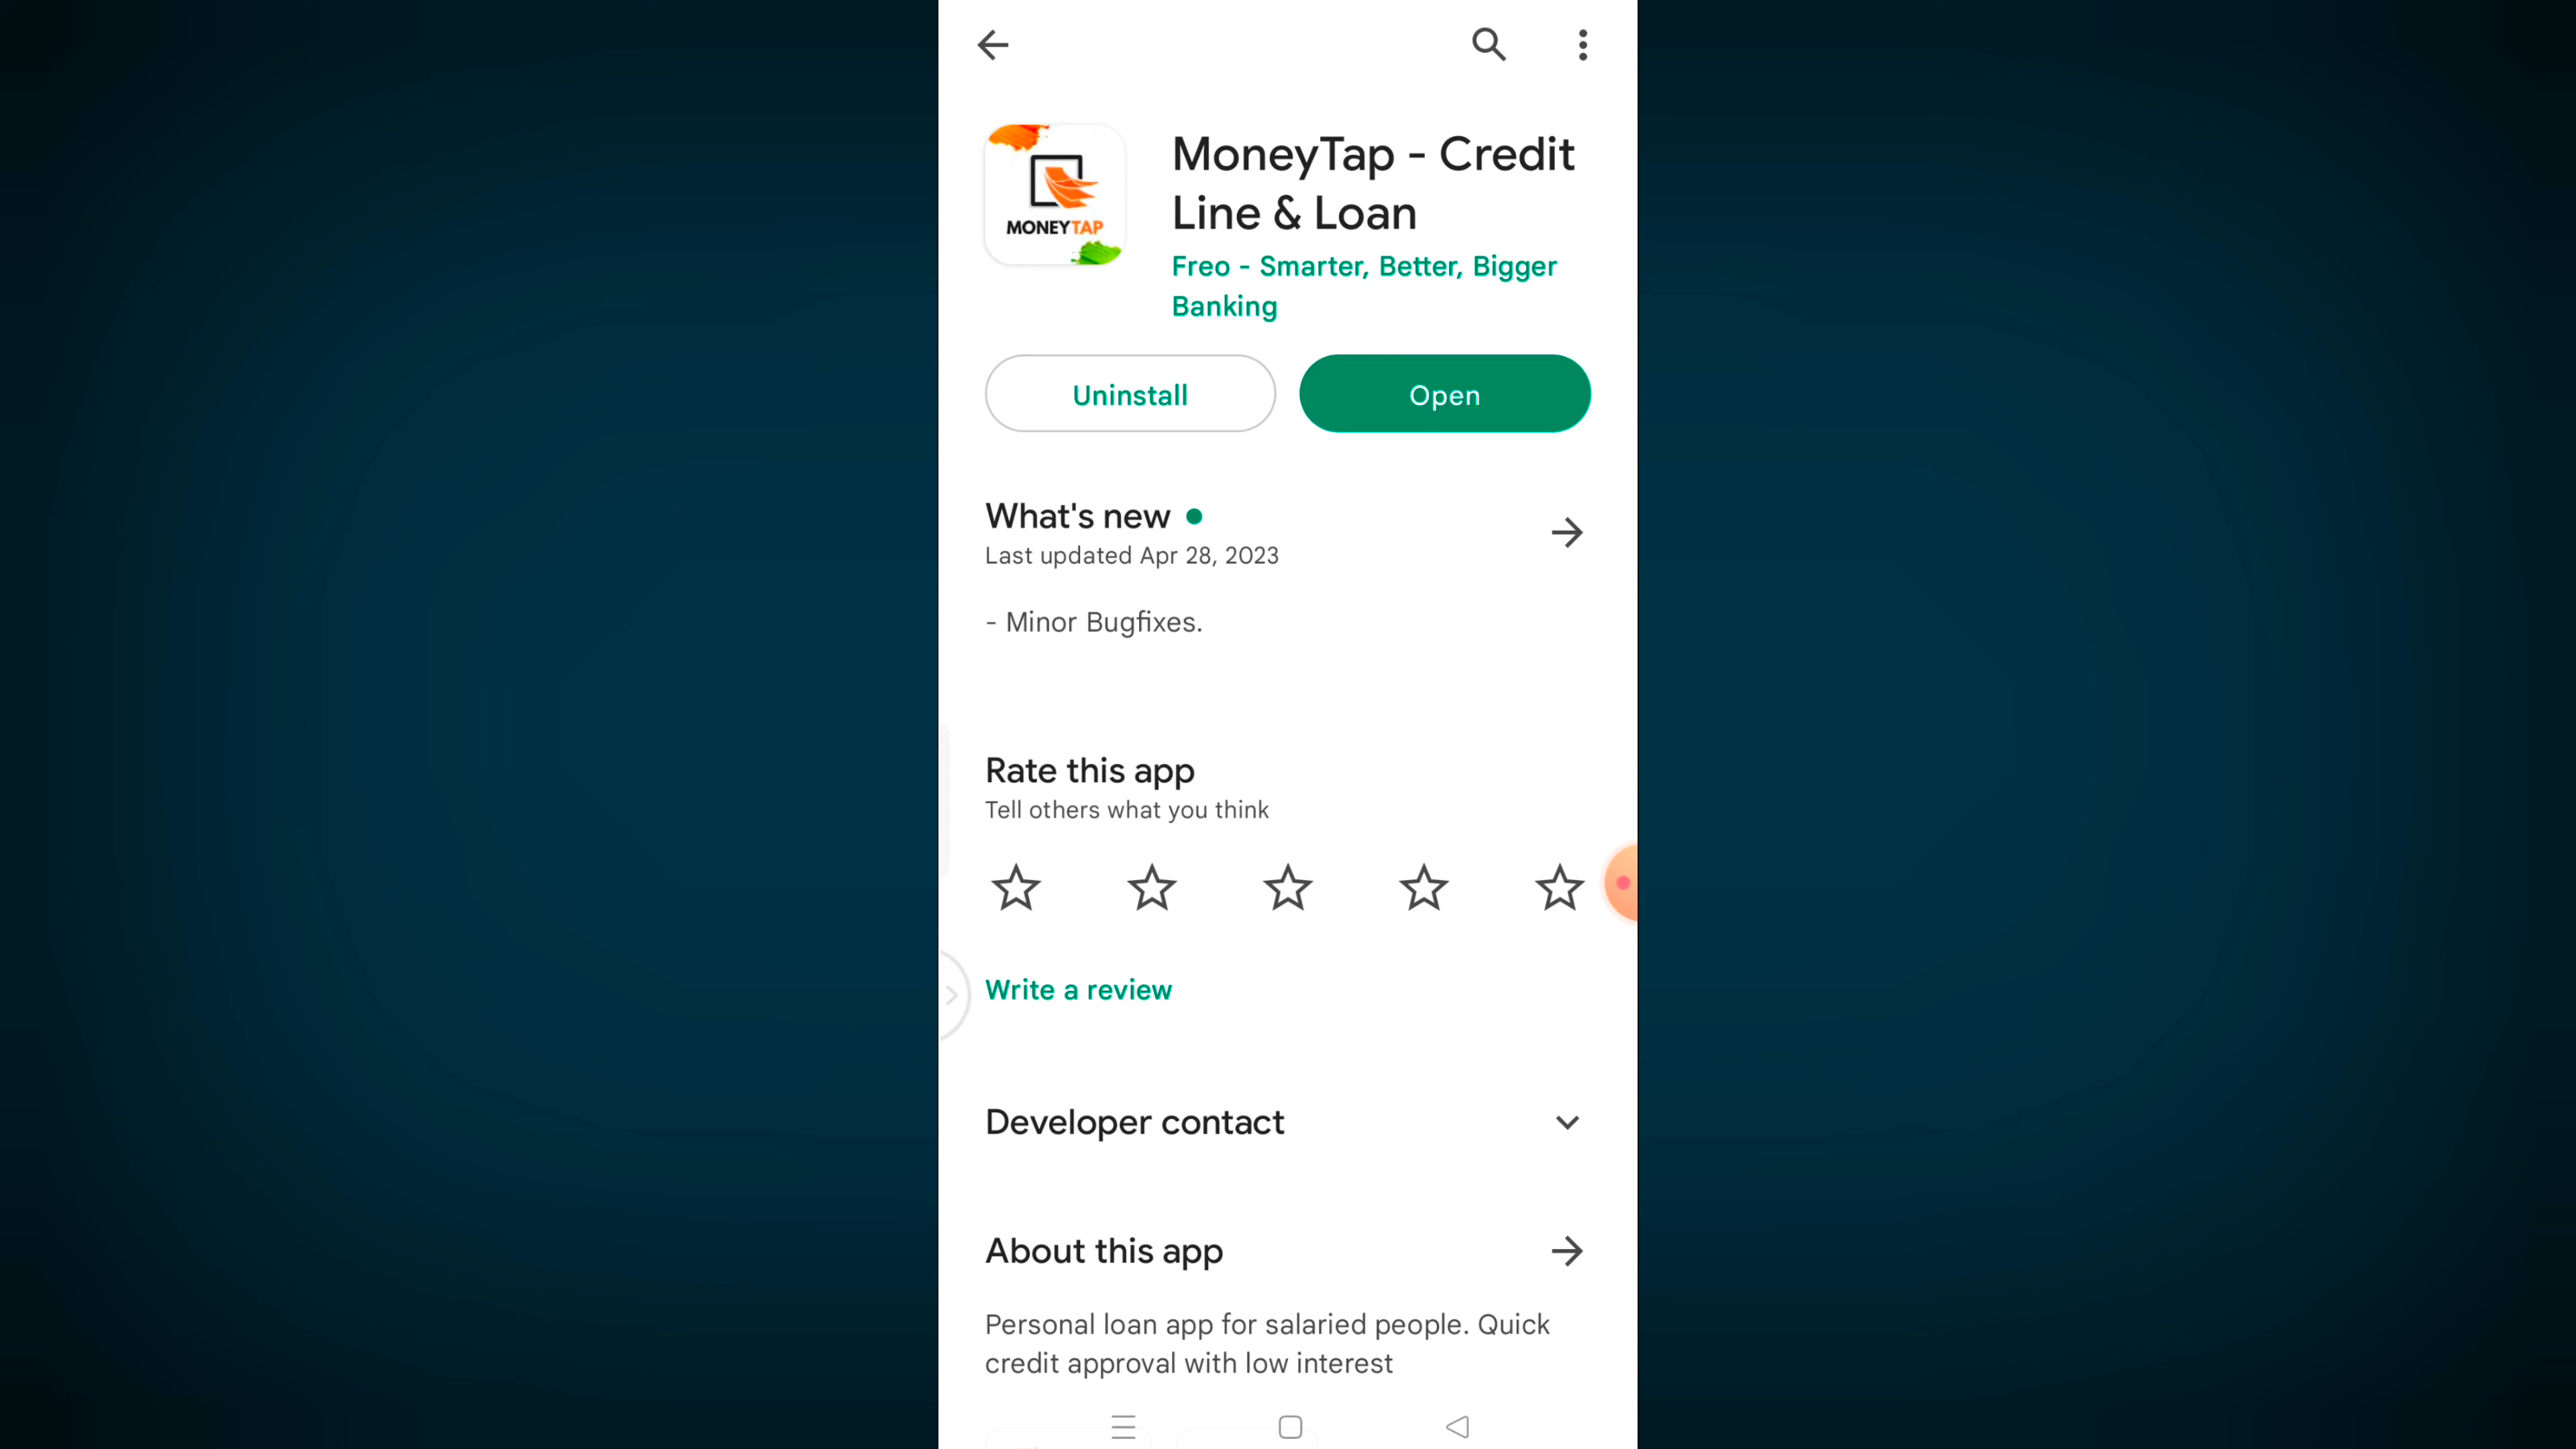 MoneyTap - Credit
Line & Loan
MONEYTAP
Freo - Smarter, Better, Bigger
Banking
Uninstall
Open
What's new
Last updated Apr 28, 2023
- Minor Bugfixes.
Rate this app
Tell others what you think
Write a review
Developer contact
About this app
Personal loan app for salaried people. Quick
credit approval with low interest